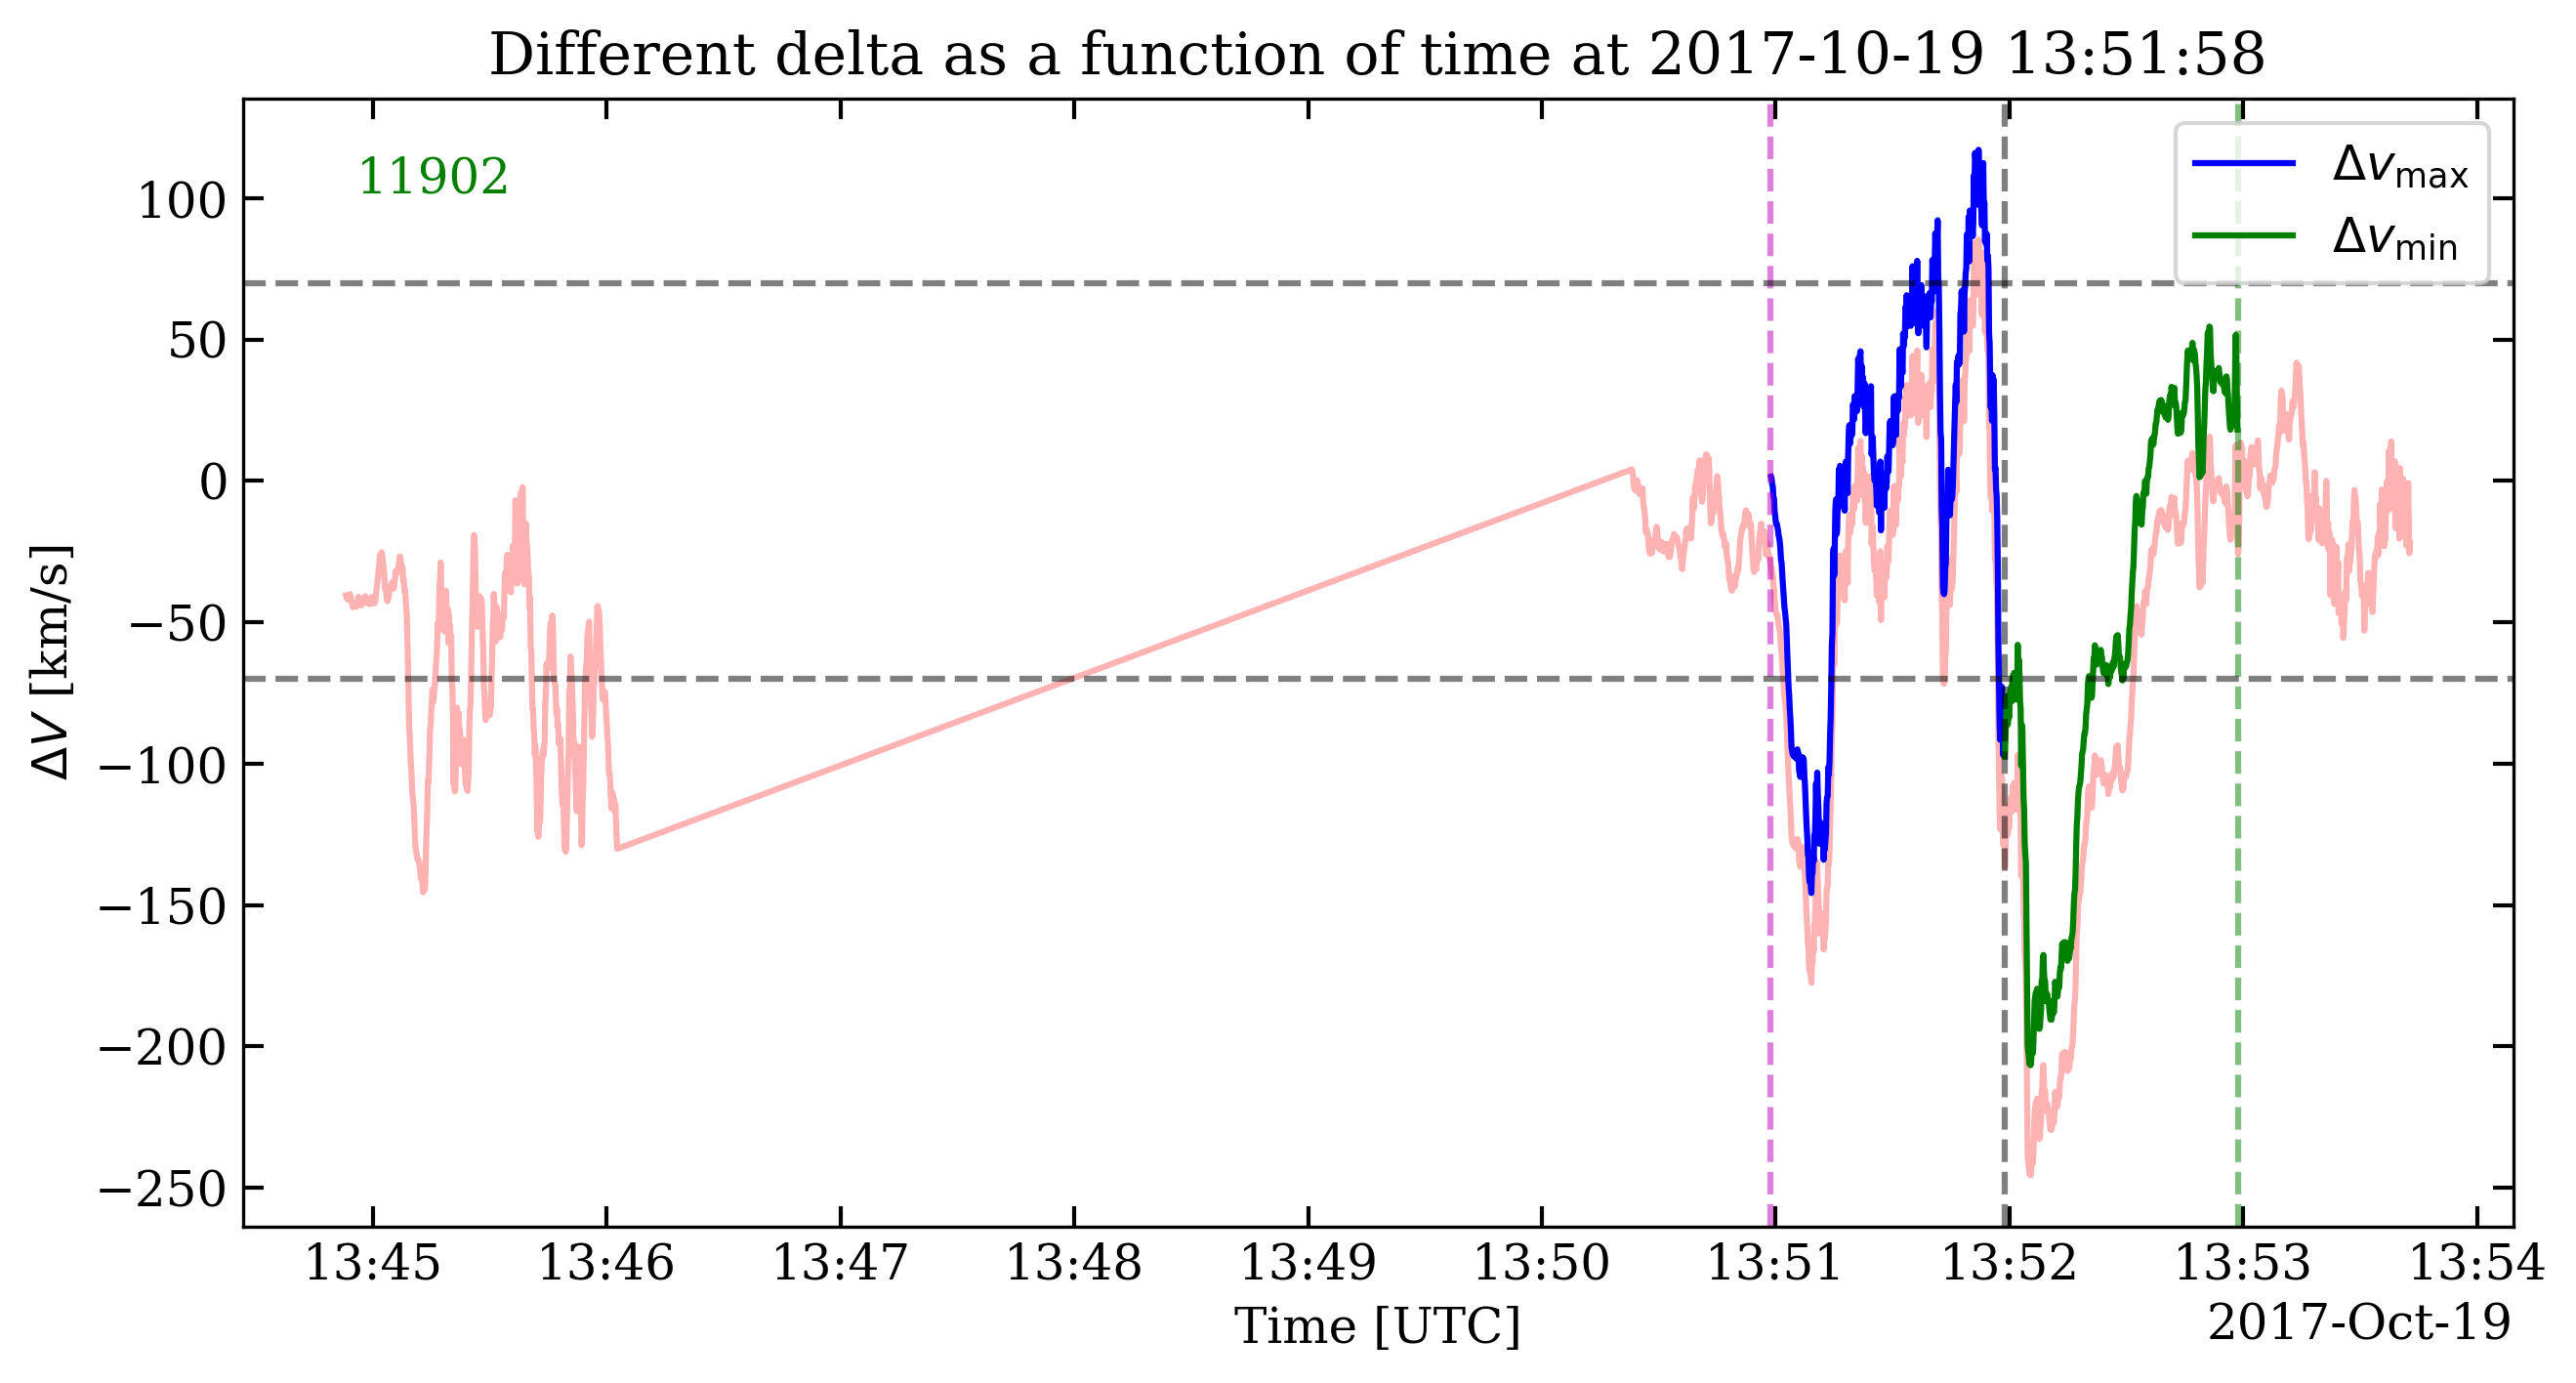 Different delta as a function of time at 2017-10-19 13:51:58
11902
Δv_max
Δv_min
100
50
0
−50
−100
−150
−200
−250
ΔV [km/s]
13:45 13:46 13:47 13:48 13:49 13:50 13:51 13:52 13:53 13:54
Time [UTC]
2017-Oct-19